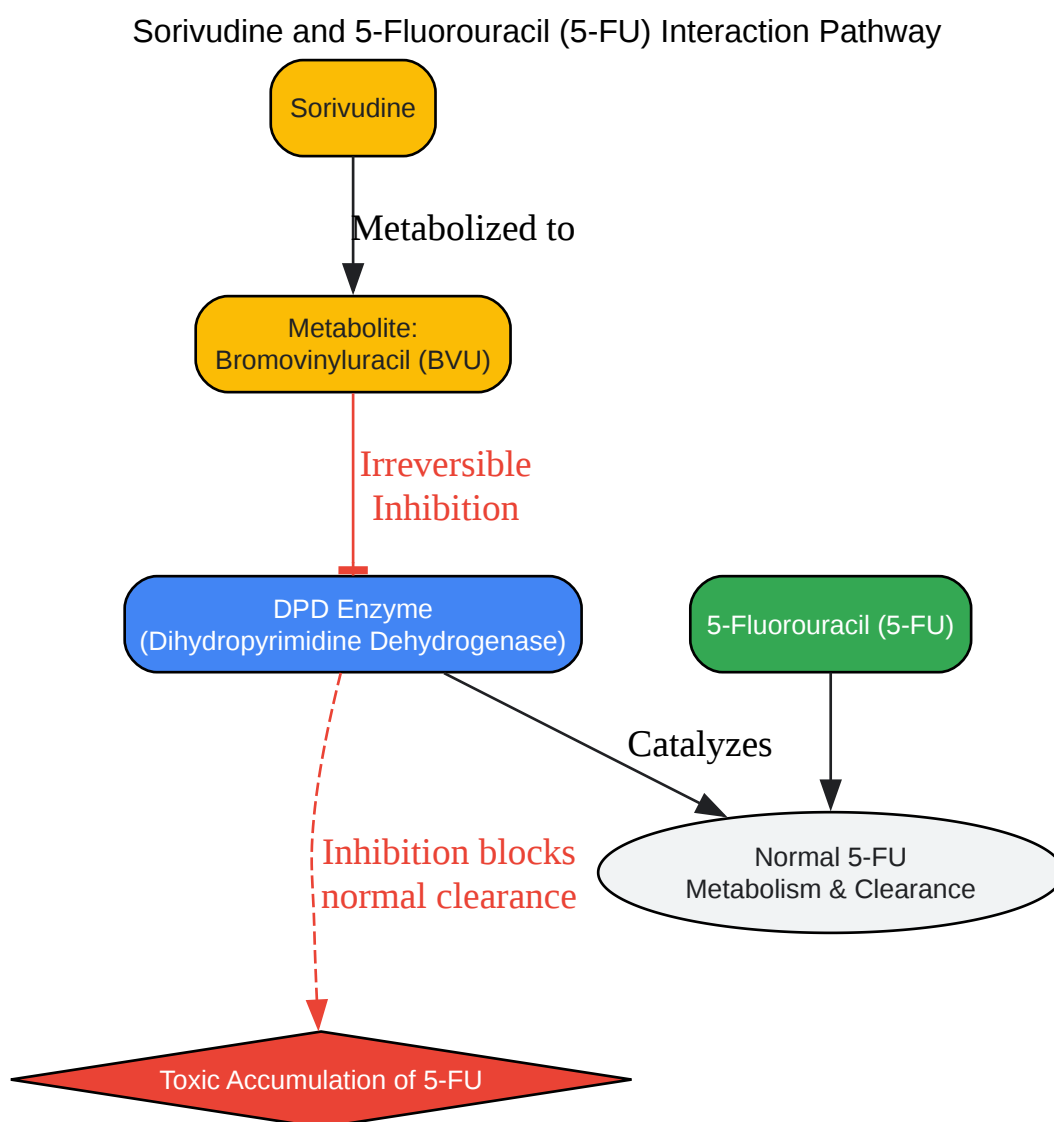 Sorivudine and 5-Fluorouracil (5-FU) Interaction Pathway
Sorivudine
Metabolized to
Metabolite:
Bromovinyluracil (BVU)
Irreversible
Inhibition
DPD Enzyme
(Dihydropyrimidine Dehydrogenase)
5-Fluorouracil (5-FU)
Catalyzes
Inhibition blocks
normal clearance
Normal 5-FU
Metabolism & Clearance
Toxic Accumulation of 5-FU